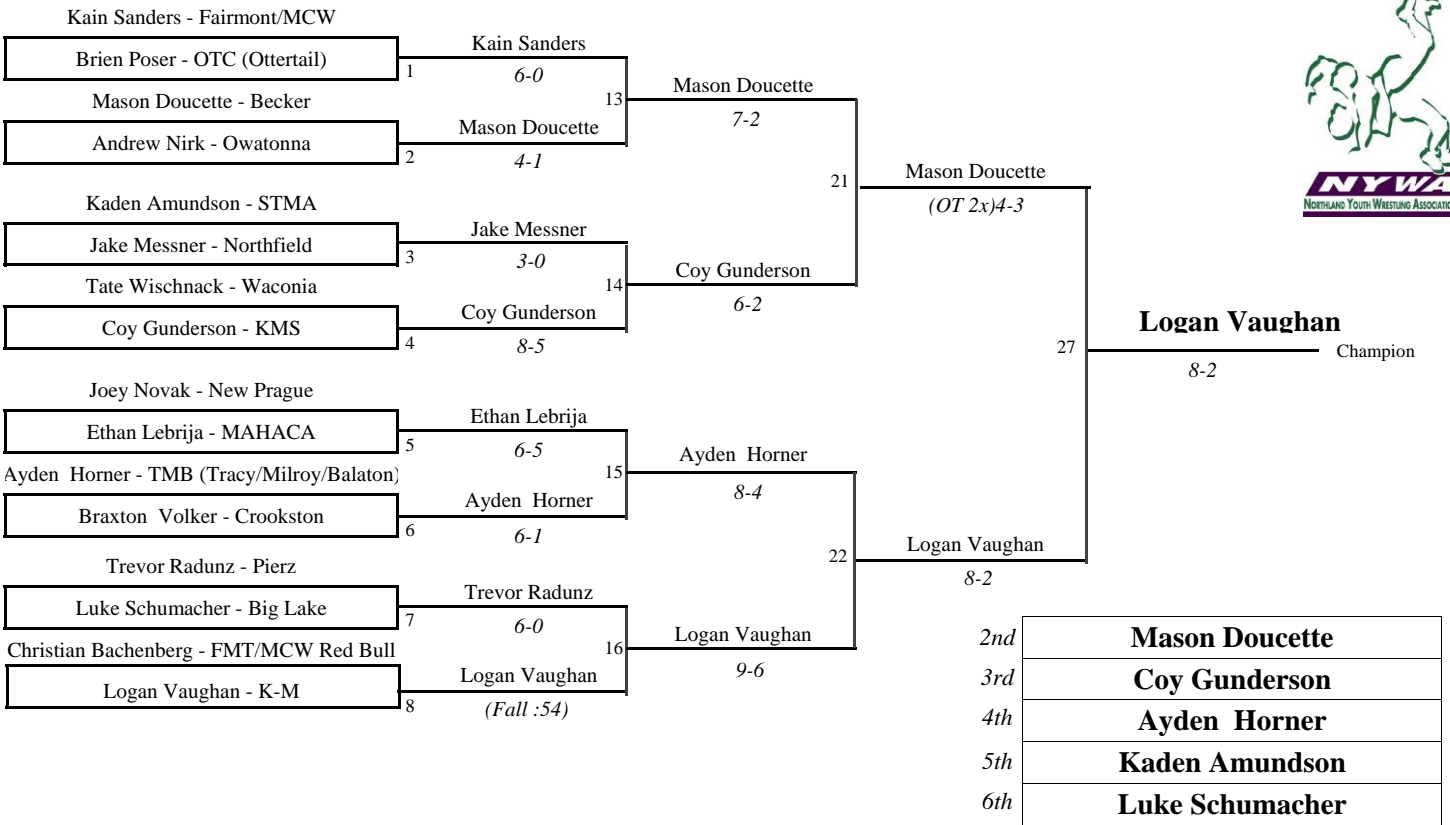 Kain Sanders - Fairmont/MCW
Brien Poser - OTC (Ottertail)
1
Kain Sanders
6-0
Mason Doucette - Becker
Andrew Nirk - Owatonna
2
Mason Doucette
4-1
13
Mason Doucette
7-2
Kaden Amundson - STMA
Jake Messner - Northfield
3
Jake Messner
3-0
Tate Wischnack - Waconia
Coy Gunderson - KMS
4
Coy Gunderson
8-5
14
Coy Gunderson
6-2
21
Mason Doucette
(OT 2x)4-3
Joey Novak - New Prague
Ethan Lebrija - MAHACA
5
Ethan Lebrija
6-5
Ayden Horner - TMB (Tracy/Milroy/Balaton)
Braxton Volker - Crookston
6
Ayden Horner
6-1
15
Ayden Horner
8-4
Trevor Radunz - Pierz
Luke Schumacher - Big Lake
7
Trevor Radunz
6-0
Christian Bachenberg - FMT/MCW Red Bull
Logan Vaughan - K-M
8
Logan Vaughan
(Fall :54)
16
Logan Vaughan
9-6
22
Logan Vaughan
8-2
27
Logan Vaughan
Champion
8-2
NYWA
NORTHLAND YOUTH WRESTLING ASSOCIATIO
2nd Mason Doucette
3rd Coy Gunderson
4th Ayden Horner
5th Kaden Amundson
6th Luke Schumacher